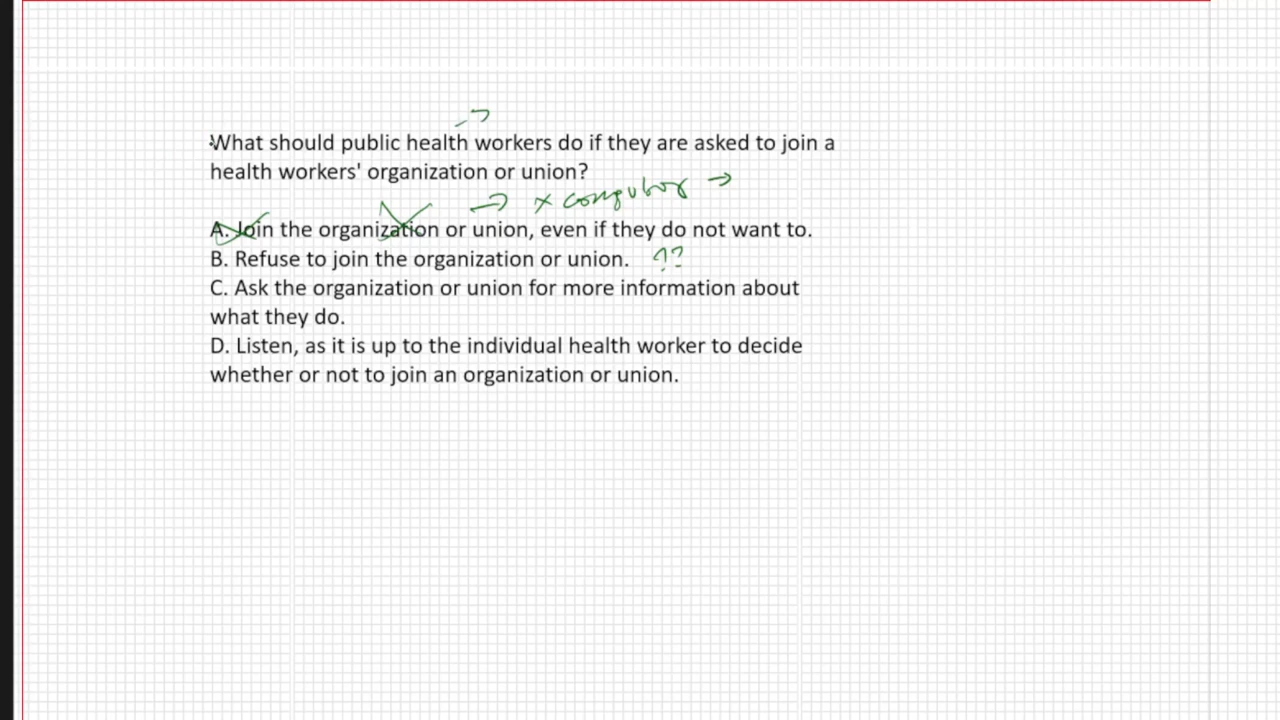 What should public health workers do if they are asked to join a
health workers' organization or union?
A. Join the organization or union, even if they do not want to.
B. Refuse to join the organization or union. ??
C. Ask the organization or union for more information about
what they do.
D. Listen, as it is up to the individual health worker to decide
whether or not to join an organization or union.